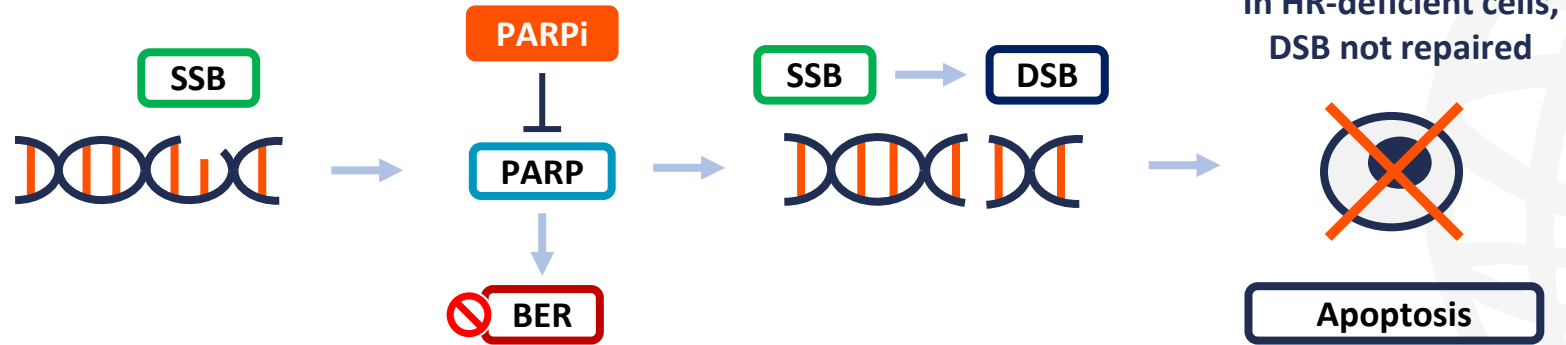 SSB
PARPi
PARP
BER
SSB
DSB
in HR-deficient cells,
DSB not repaired
Apoptosis